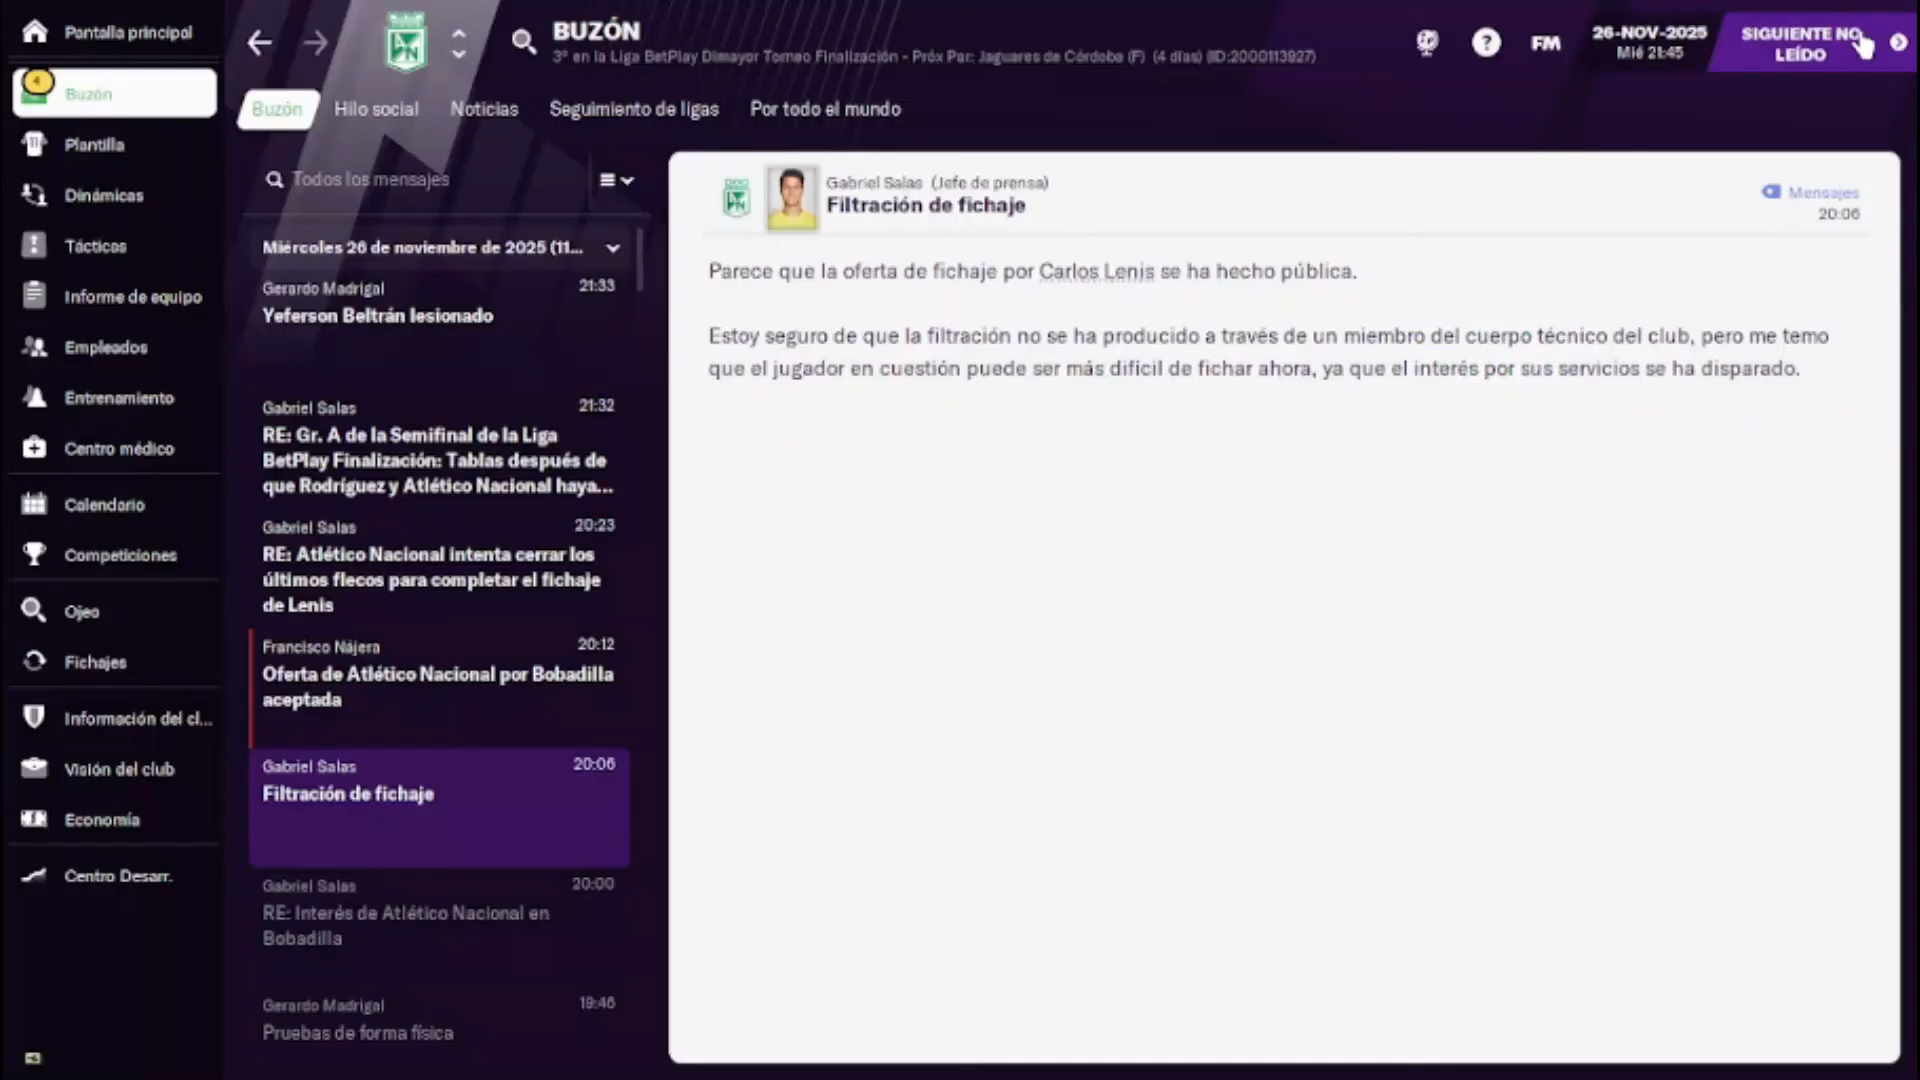 Pantalla principal
4
Buzón
Plantilla
Dinámicas
Tácticas
Informe de equipo
Empleados
Entrenamiento
Centro médico
Calendario
Competiciones
Ojeo
Fichajes
Información del cl...
Visión del club
Economía
Centro Desarr.
BUZÓN
3º en la Liga BetPlay Dimayor Torneo Finalización - Próx Par: Jaguares de Córdoba (F) (4 días) (ID:2000113927)
FM
26-NOV-2025
Mié 21:45
SIGUIENTE NO
LEÍDO
Buzón
Hilo social
Noticias
Seguimiento de ligas
Por todo el mundo
Todos los mensajes
Miércoles 26 de noviembre de 2025 (11...
Gerardo Madrigal 21:33
Yeferson Beltrán lesionado
Gabriel Salas 21:32
RE: Gr. A de la Semifinal de la Liga
BetPlay Finalización: Tablas después de
que Rodríguez y Atlético Nacional haya...
Gabriel Salas 20:23
RE: Atlético Nacional intenta cerrar los
últimos flecos para completar el fichaje
de Lenis
Francisco Nájera 20:12
Oferta de Atlético Nacional por Bobadilla
aceptada
Gabriel Salas 20:06
Filtración de fichaje
Gabriel Salas 20:00
RE: Interés de Atlético Nacional en
Bobadilla
Gerardo Madrigal 19:46
Pruebas de forma física
Gabriel Salas (Jefe de prensa)
Filtración de fichaje
Mensajes
20:06
Parece que la oferta de fichaje por Carlos Lenis se ha hecho pública.
Estoy seguro de que la filtración no se ha producido a través de un miembro del cuerpo técnico del club, pero me temo
que el jugador en cuestión puede ser más difícil de fichar ahora, ya que el interés por sus servicios se ha disparado.